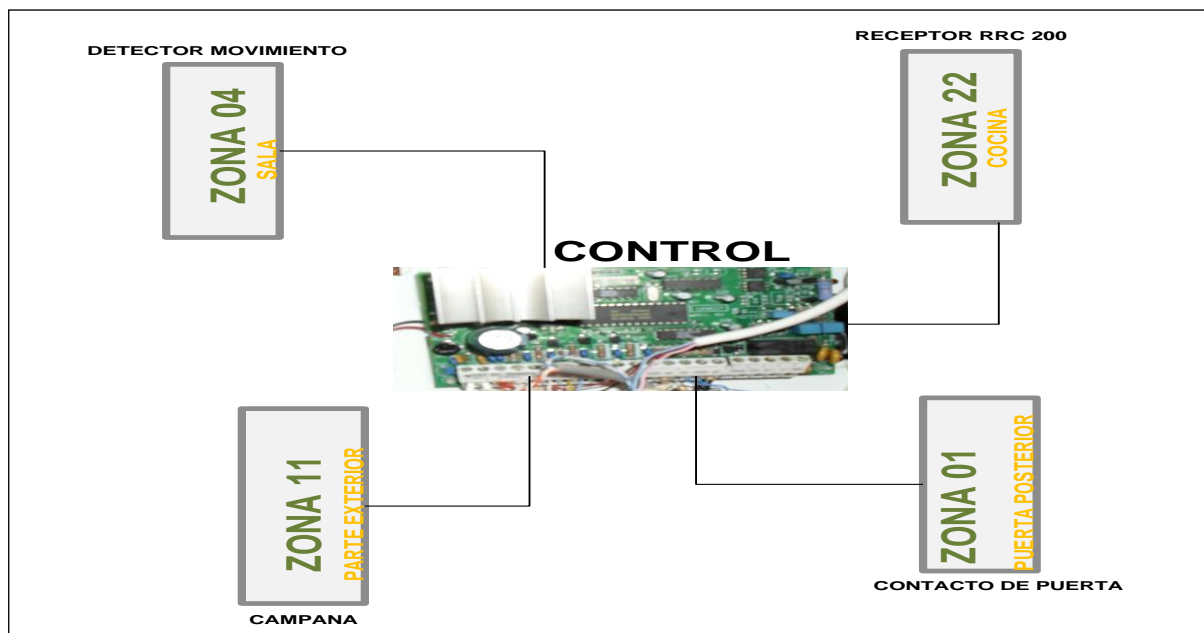 DETECTOR MOVIMIENTO
ZONA 04
SALA
RECEPTOR RRC 200
ZONA 22
COCINA
CONTROL
ZONA 11
PARTE EXTERIOR
CAMPANA
ZONA 01
PUERTA POSTERIOR
CONTACTO DE PUERTA